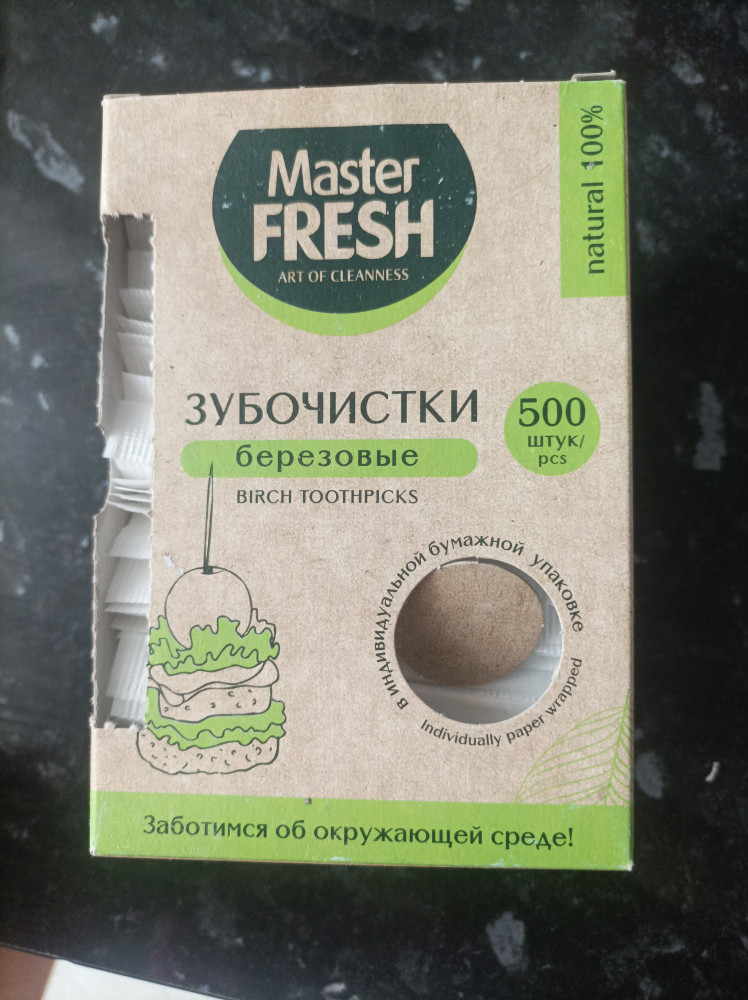 Master
FRESH
ART OF CLEANNESS
natural 100%
ЗУБОЧИСТКИ
березовые
BIRCH TOOTHPICKS
500
штук/
pcs
в индивидуальной бумажной упаковке
Individually paper wrapped
Заботимся об окружающей среде!